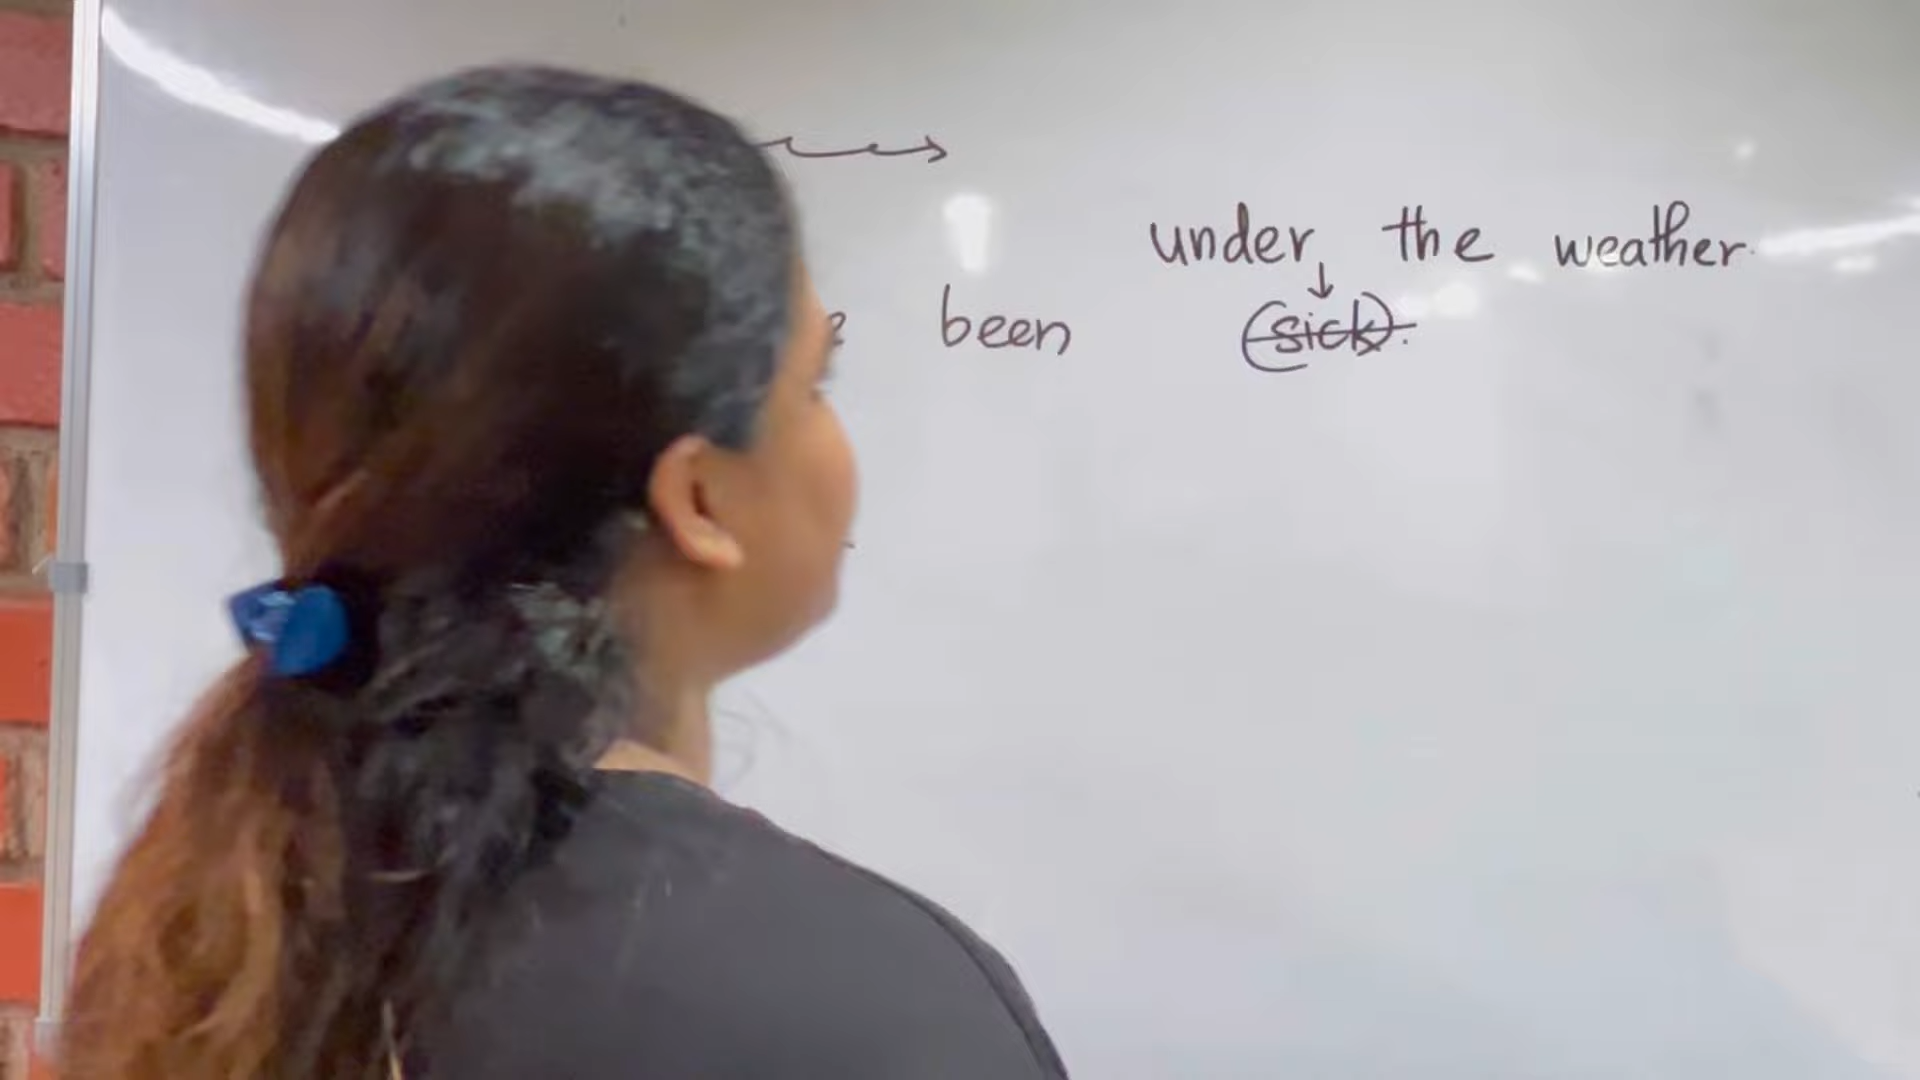 under the weather.
been (sick).